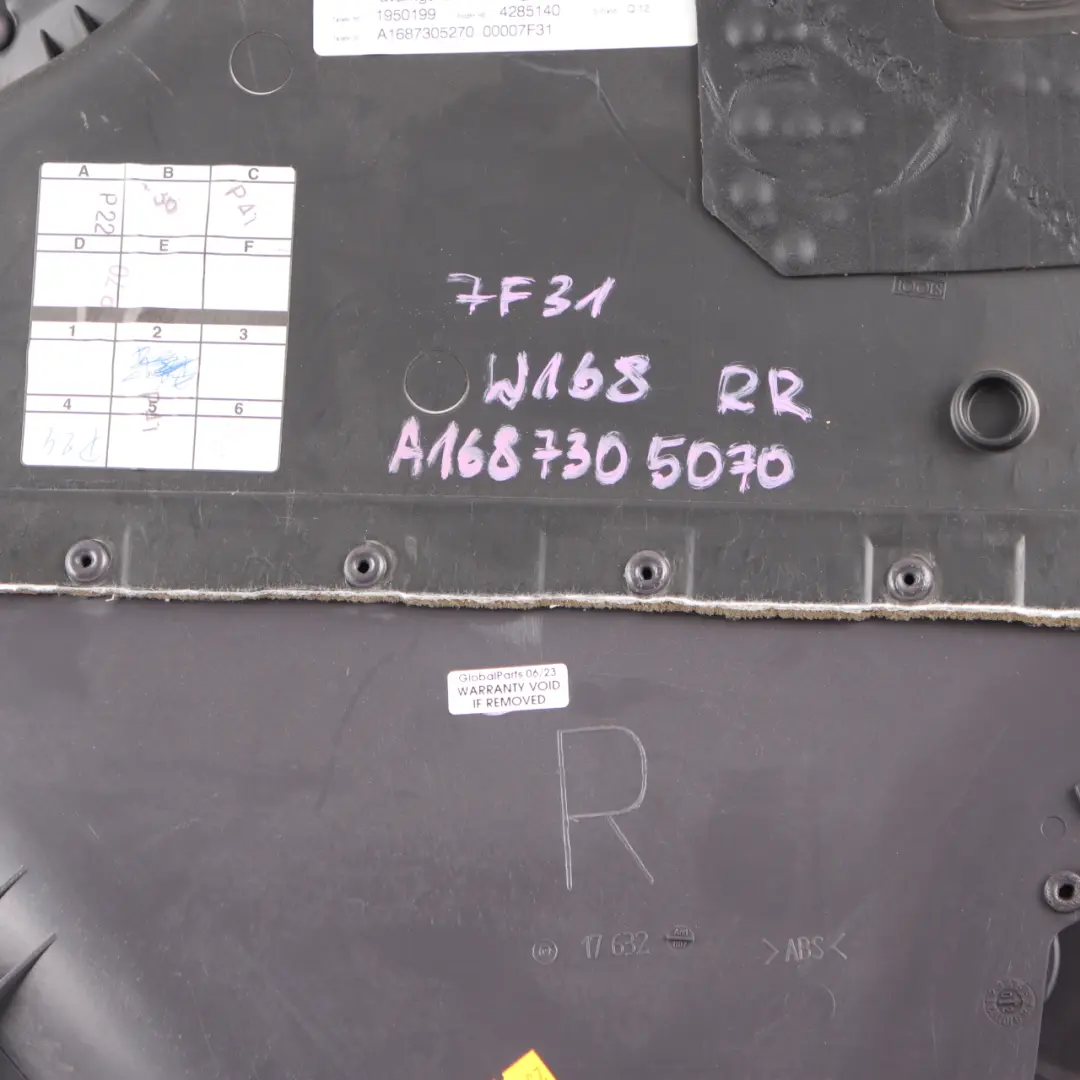 1950199 4285140
A1687305270 00007F31
A B C
P22 P41
D E F
1 2 3
4 5 6
7F31
W168 RR
A168 730 5070
GlobalParts 06/23
WARRANTY VOID
IF REMOVED
R
17 632
>ABS<